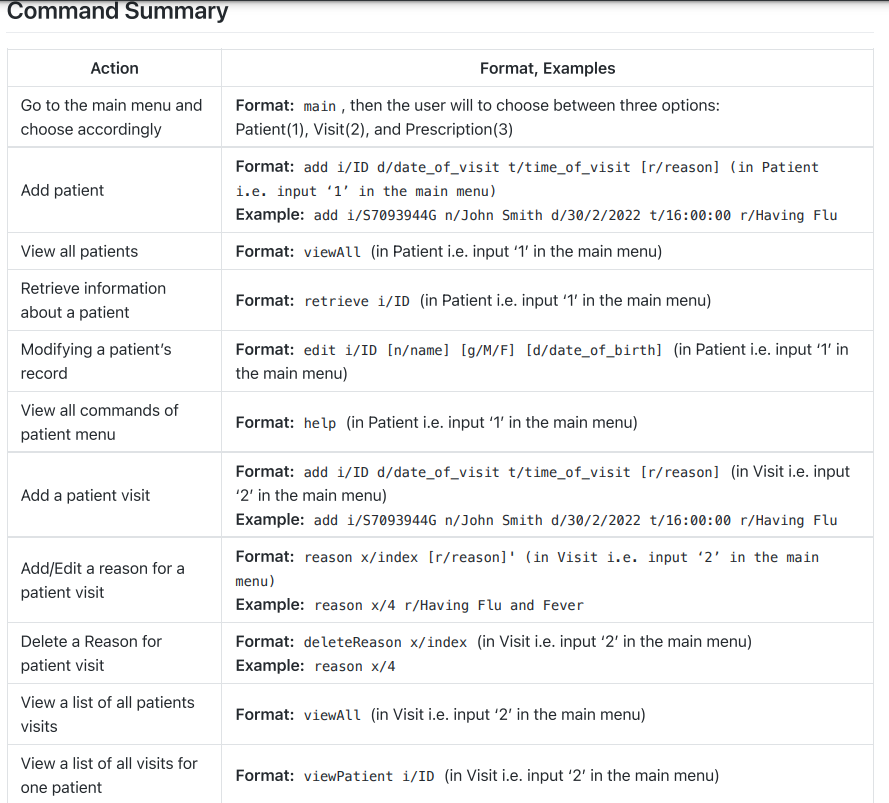 Command Summary
Action
Format, Examples
Go to the main menu and
choose accordingly
Format: main , then the user will to choose between three options:
Patient(1), Visit(2), and Prescription(3)
Add patient
Format: add i/ID d/date_of_visit t/time_of_visit [r/reason] (in Patient
i.e. input ‘1’ in the main menu)
Example: add i/S7093944G n/John Smith d/30/2/2022 t/16:00:00 r/Having Flu
View all patients
Format: viewAll (in Patient i.e. input ‘1’ in the main menu)
Retrieve information
about a patient
Format: retrieve i/ID (in Patient i.e. input ‘1’ in the main menu)
Modifying a patient’s
record
Format: edit i/ID [n/name] [g/M/F] [d/date_of_birth] (in Patient i.e. input ‘1’ in
the main menu)
View all commands of
patient menu
Format: help (in Patient i.e. input ‘1’ in the main menu)
Add a patient visit
Format: add i/ID d/date_of_visit t/time_of_visit [r/reason] (in Visit i.e. input
‘2’ in the main menu)
Example: add i/S7093944G n/John Smith d/30/2/2022 t/16:00:00 r/Having Flu
Add/Edit a reason for a
patient visit
Format: reason x/index [r/reason]' (in Visit i.e. input ‘2’ in the main
menu)
Example: reason x/4 r/Having Flu and Fever
Delete a Reason for
patient visit
Format: deleteReason x/index (in Visit i.e. input ‘2’ in the main menu)
Example: reason x/4
View a list of all patients
visits
Format: viewAll (in Visit i.e. input ‘2’ in the main menu)
View a list of all visits for
one patient
Format: viewPatient i/ID (in Visit i.e. input ‘2’ in the main menu)